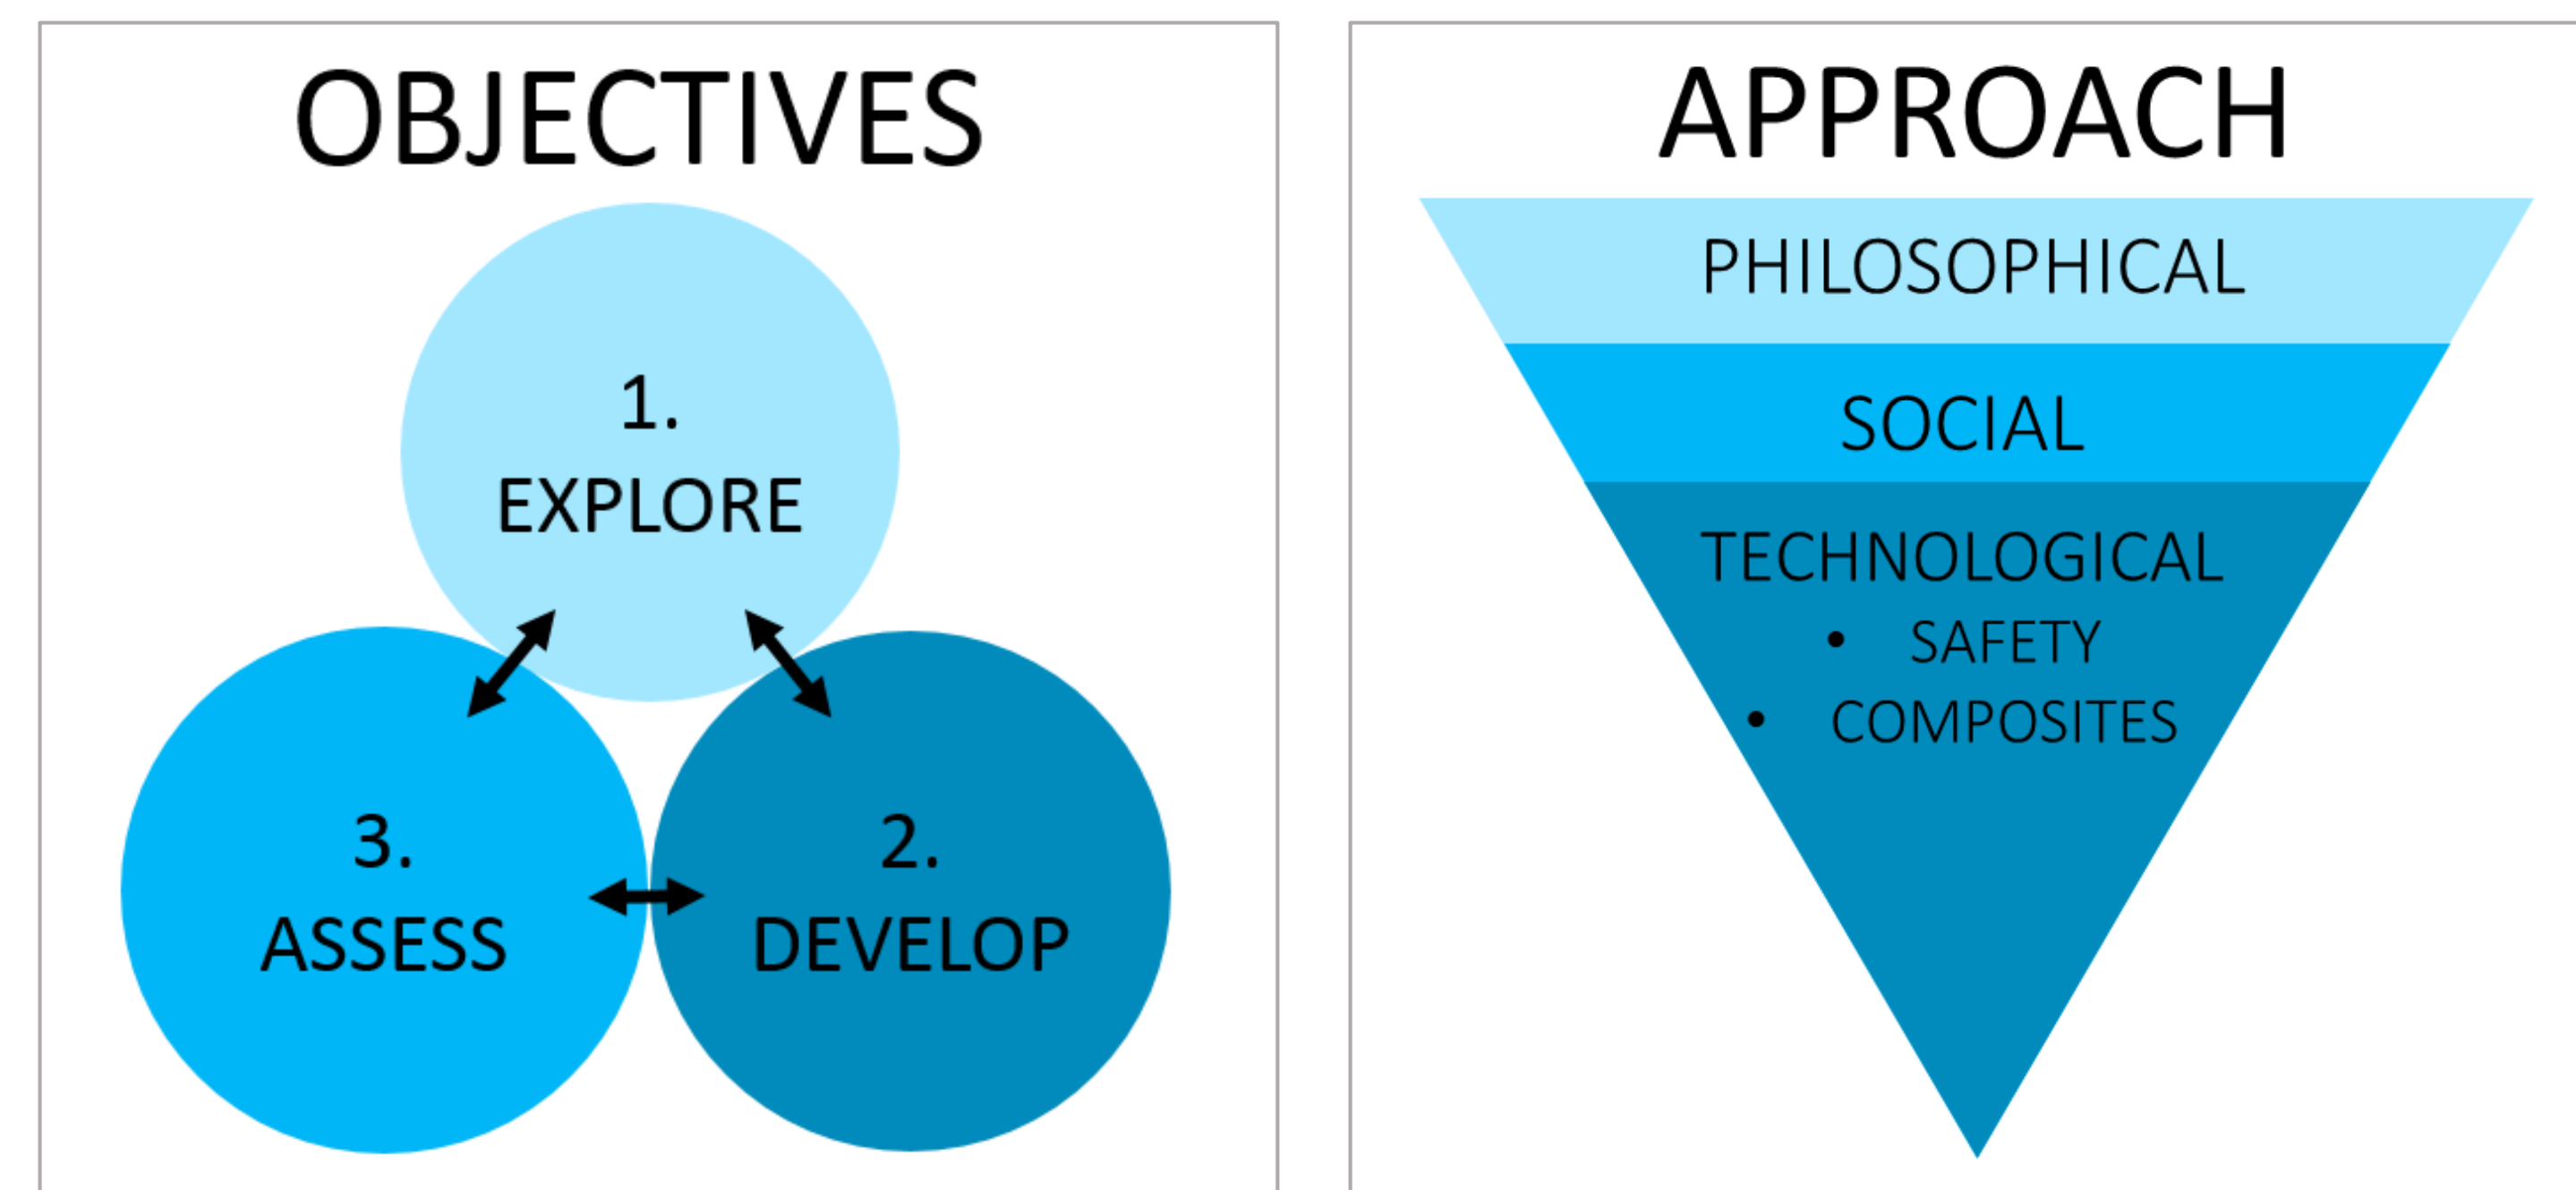 OBJECTIVES
1.
EXPLORE
3.
ASSESS
2.
DEVELOP
APPROACH
PHILOSOPHICAL
SOCIAL
TECHNOLOGICAL
• SAFETY
• COMPOSITES